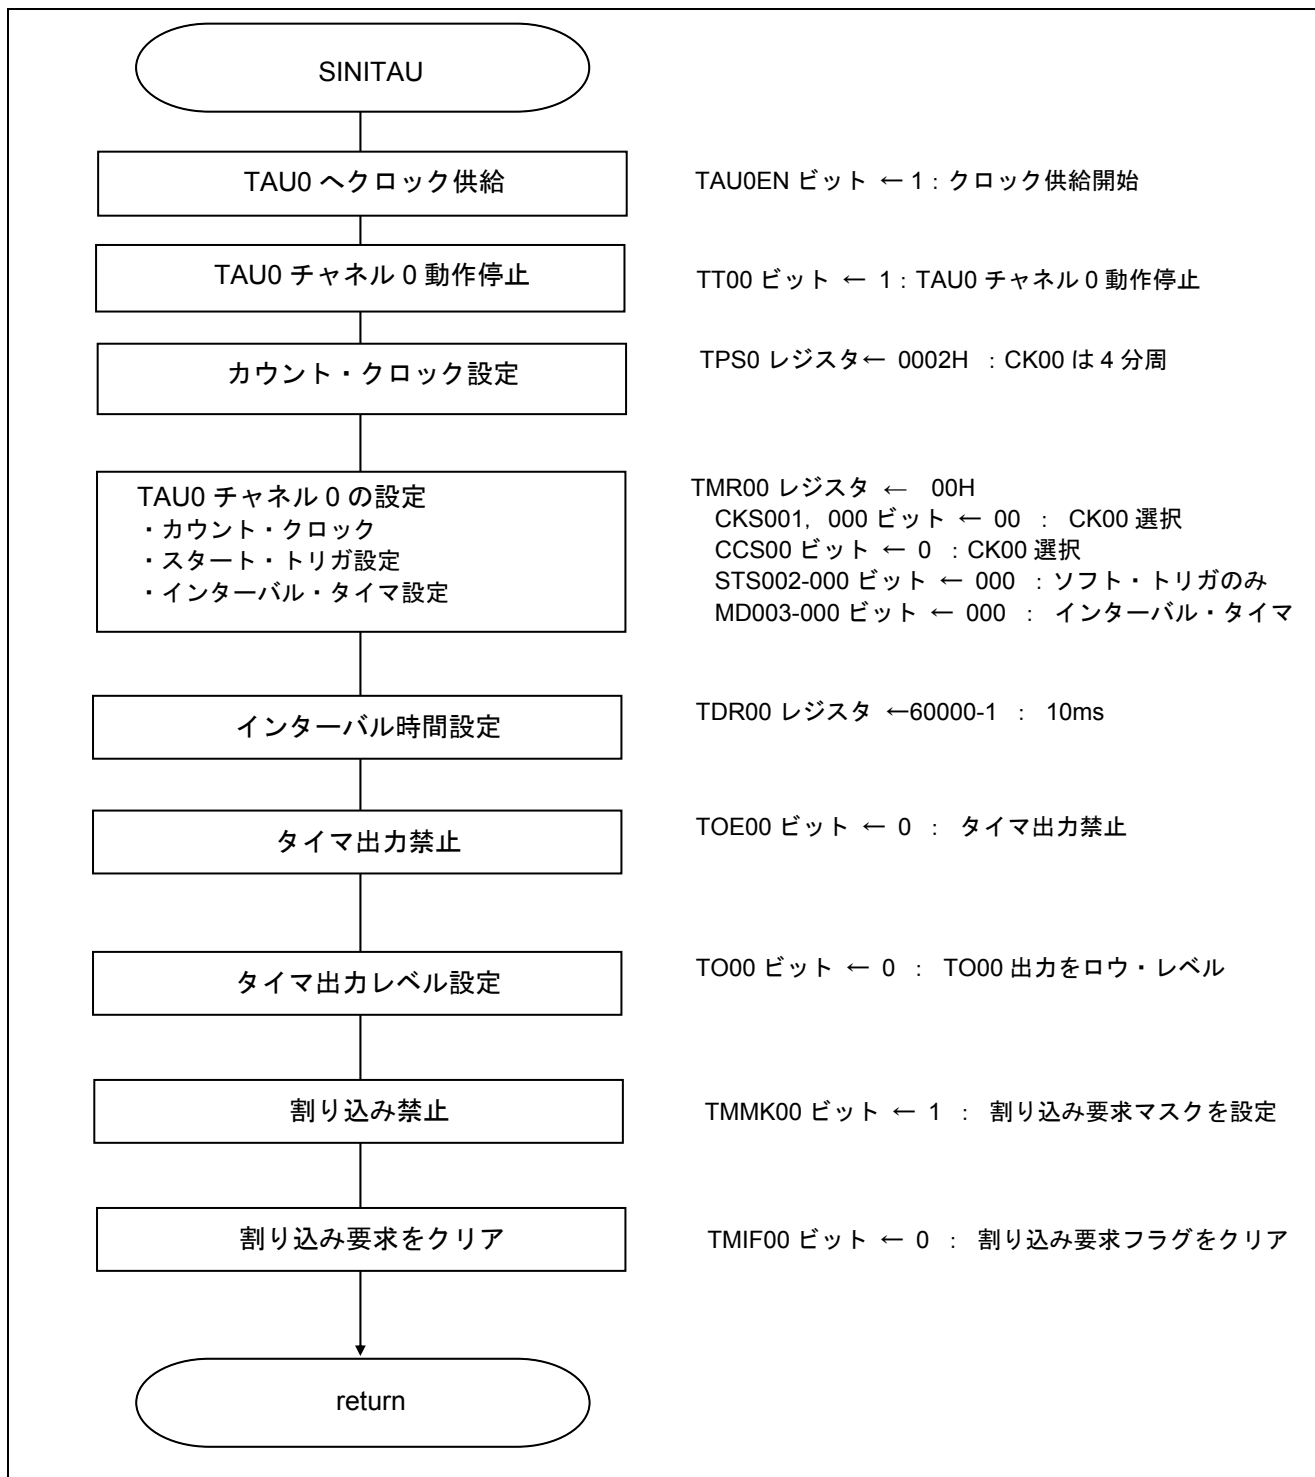 SINITAU
TAU0 へクロック供給
TAU0EN ビット ← 1：クロック供給開始
TAU0 チャネル 0 動作停止
TT00 ビット ← 1：TAU0 チャネル 0 動作停止
カウント・クロック設定
TPS0 レジスタ← 0002H ：CK00 は 4 分周
TAU0 チャネル 0 の設定
・カウント・クロック
・スタート・トリガ設定
・インターバル・タイマ設定
TMR00 レジスタ ← 00H
CKS001，000 ビット ← 00 ： CK00 選択
CCS00 ビット ← 0 ：CK00 選択
STS002-000 ビット ← 000 ：ソフト・トリガのみ
MD003-000 ビット ← 000 ： インターバル・タイマ
インターバル時間設定
TDR00 レジスタ ←60000-1 ： 10ms
タイマ出力禁止
TOE00 ビット ← 0 ： タイマ出力禁止
タイマ出力レベル設定
TO00 ビット ← 0 ： TO00 出力をロウ・レベル
割り込み禁止
TMMK00 ビット ← 1 ： 割り込み要求マスクを設定
割り込み要求をクリア
TMIF00 ビット ← 0 ： 割り込み要求フラグをクリア
return